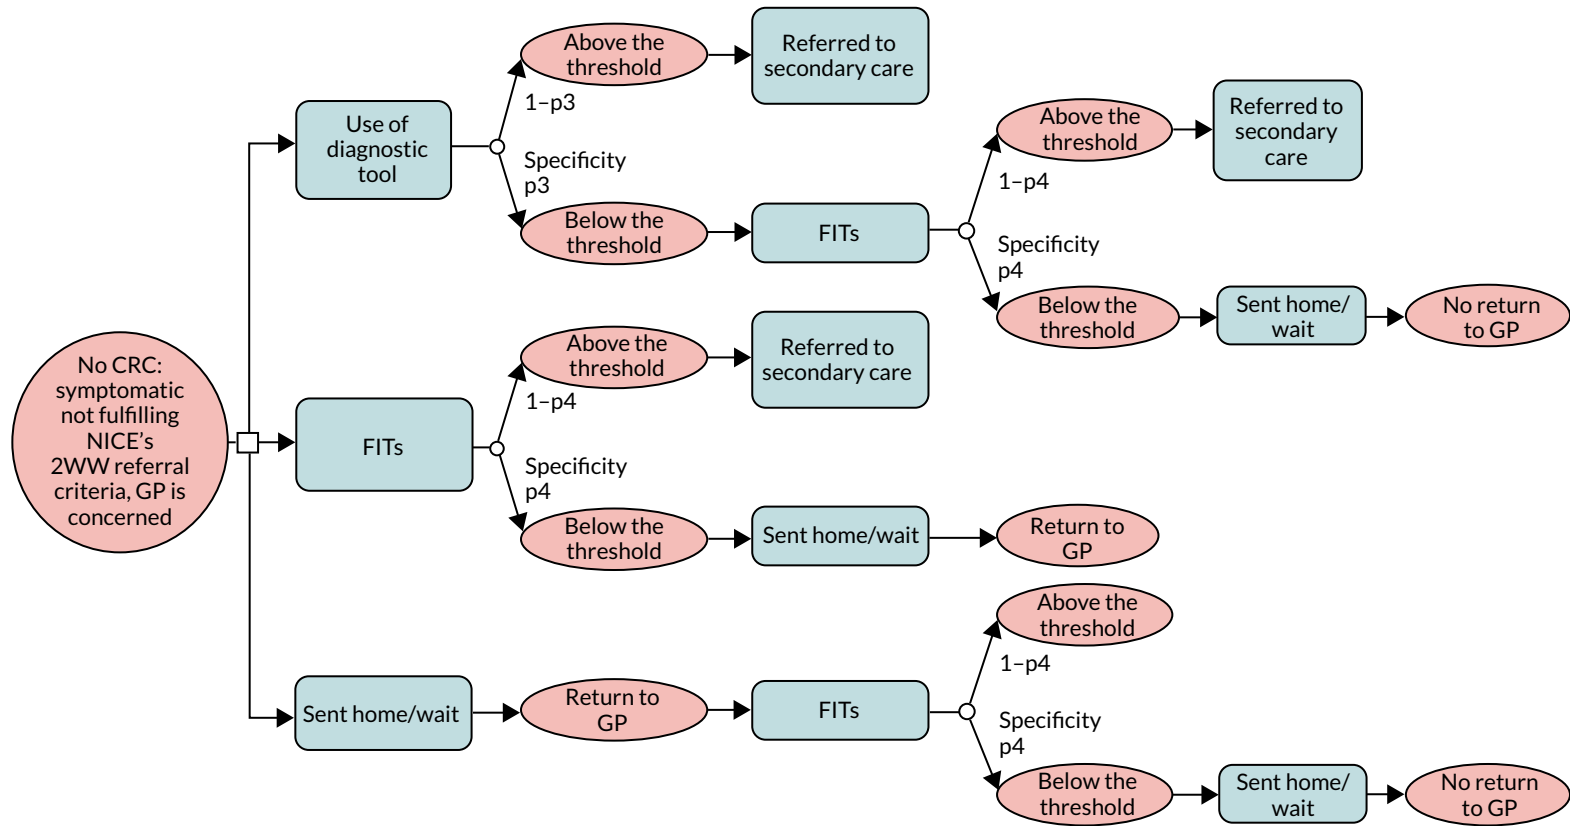 No CRC:
symptomatic
not fulfilling
NICE's
2WW referral
criteria, GP is
concerned
Use of
diagnostic
tool
1–p3
Specificity
p3
Above the
threshold
Referred to
secondary care
Below the
threshold
FITs
1–p4
Specificity
p4
Above the
threshold
Referred to
secondary
care
Below the
threshold
Sent home/
wait
No return
to GP
FITs
1–p4
Specificity
p4
Above the
threshold
Referred to
secondary care
Below the
threshold
Sent home/wait
Return to
GP
Sent home/wait
Return to
GP
FITs
1–p4
Specificity
p4
Above the
threshold
Below the
threshold
Sent home/
wait
No return
to GP